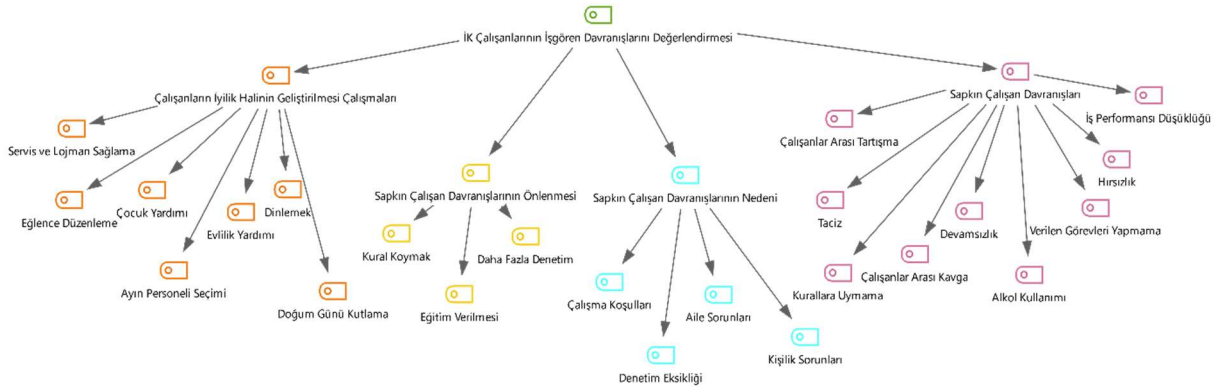 İK Çalışanlarının İşgören Davranışlarını Değerlendirmesi
Çalışanların İyilik Halinin Geliştirilmesi Çalışmaları
Servis ve Lojman Sağlama
Eğlence Düzenleme
Çocuk Yardımı
Ayın Personeli Seçimi
Evlilik Yardımı
Dinlemek
Doğum Günü Kutlama
Sapkın Çalışan Davranışlarının Önlenmesi
Kural Koymak
Eğitim Verilmesi
Daha Fazla Denetim
Sapkın Çalışan Davranışlarının Nedeni
Çalışma Koşulları
Denetim Eksikliği
Aile Sorunları
Kişilik Sorunları
Sapkın Çalışan Davranışları
Çalışanlar Arası Tartışma
Taciz
Kurallara Uymama
Çalışanlar Arası Kavga
Devamsızlık
Alkol Kullanımı
Verilen Görevleri Yapmama
Hırsızlık
İş Performansı Düşüklüğü